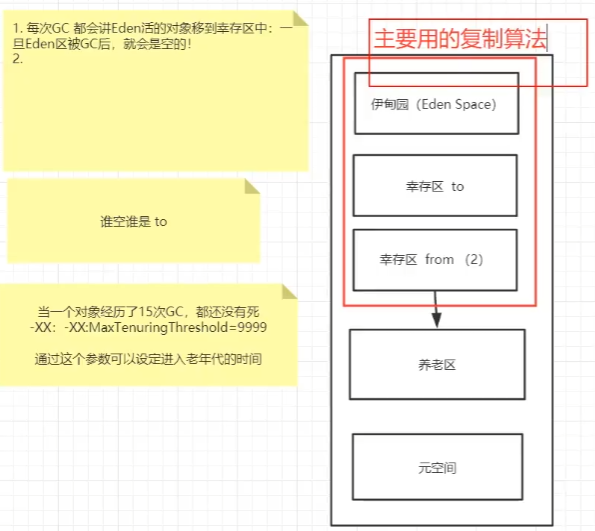 1. 每次GC 都会讲Eden活的对象移到幸存区中：一
旦Eden区被GC后，就会是空的！
2.
谁空谁是 to
当一个对象经历了15次GC，都还没有死
-XX：-XX:MaxTenuringThreshold=9999
通过这个参数可以设定进入老年代的时间
主要用的复制算法
伊甸园（Eden Space）
幸存区 to
幸存区 from （2）
养老区
元空间